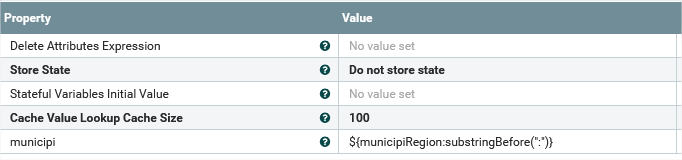 Property Value
Delete Attributes Expression ? No value set
Store State ? Do not store state
Stateful Variables Initial Value ? No value set
Cache Value Lookup Cache Size ? 100
municipi ? ${municipiRegion:substringBefore(":")}